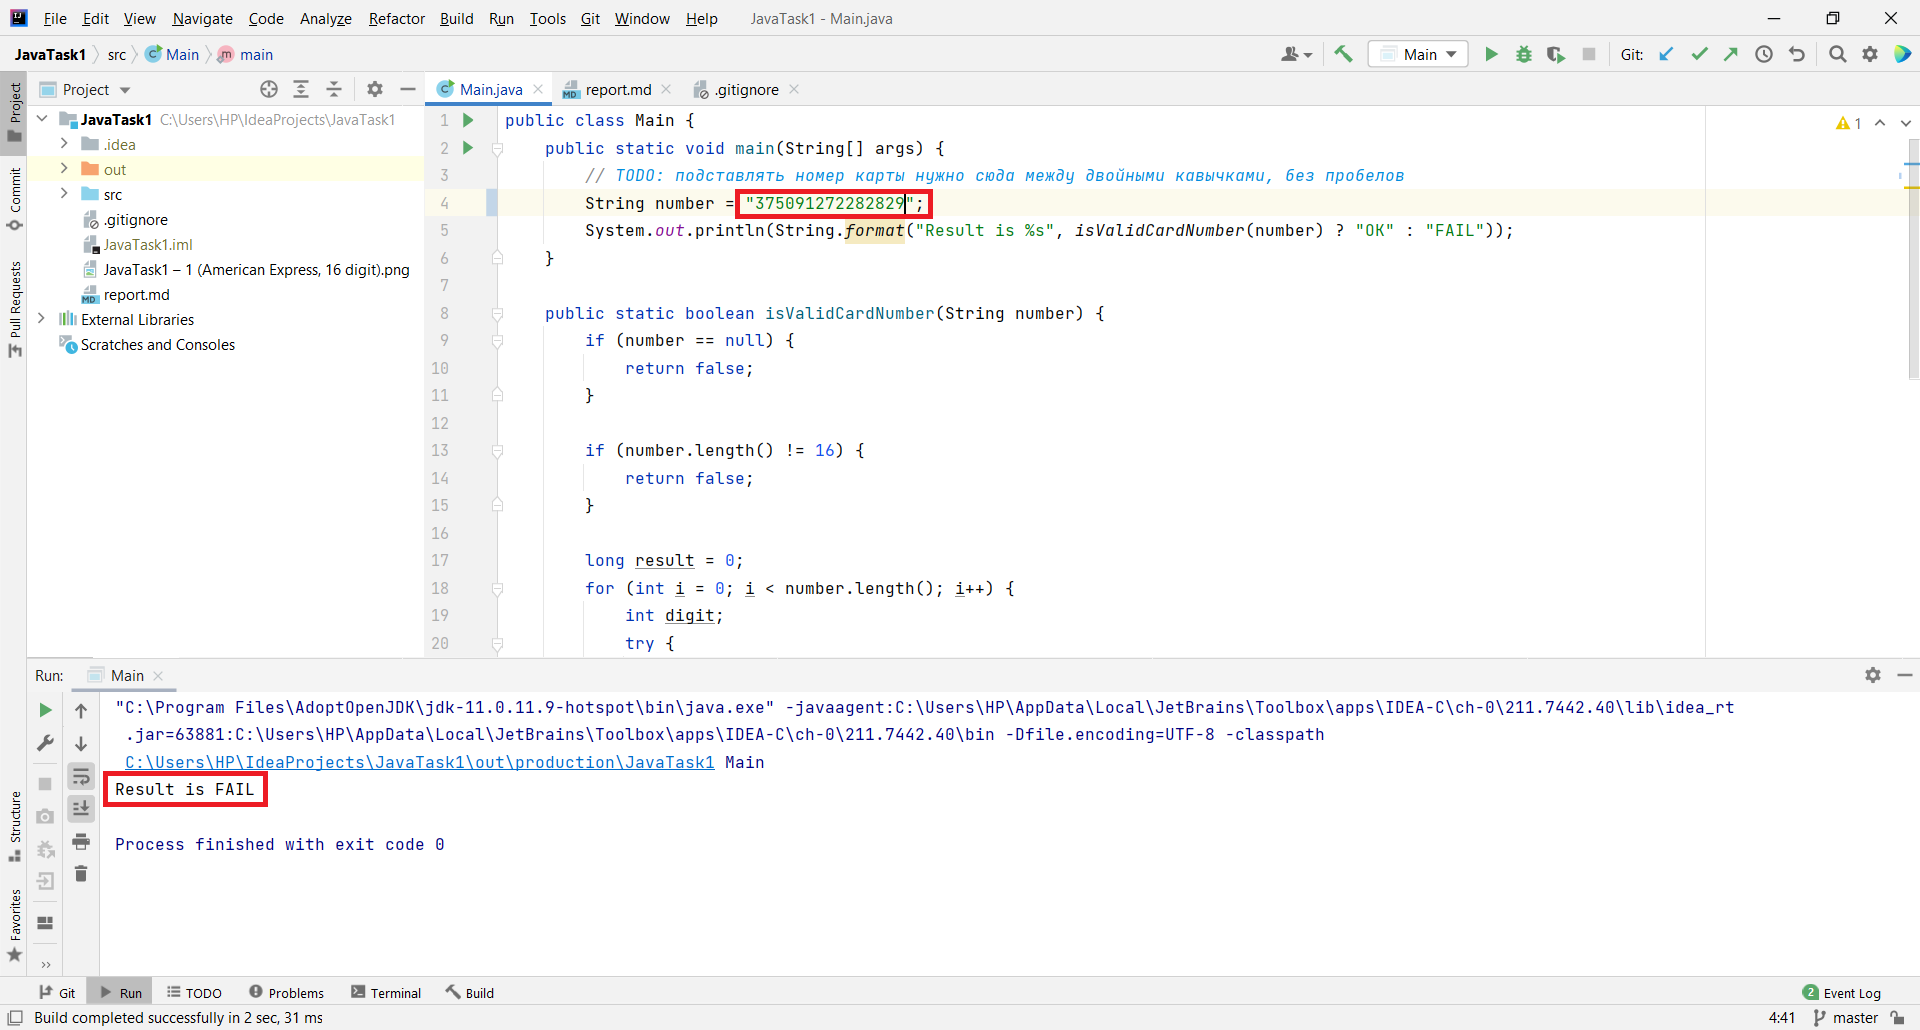 File Edit View Navigate Code Analyze Refactor Build Run Tools Git Window Help JavaTask1 - Main.java
JavaTask1 src Main main
Main Git:
Project
Main.java report.md .gitignore
Project
Commit
Pull Requests
Structure
Favorites
JavaTask1 C:\Users\HP\IdeaProjects\JavaTask1
.idea
out
src
.gitignore
JavaTask1.iml
JavaTask1 – 1 (American Express, 16 digit).png
report.md
External Libraries
Scratches and Consoles
1 public class Main {
2 public static void main(String[] args) {
3 // TODO: подставлять номер карты нужно сюда между двойными кавычками, без пробелов
4 String number = "375091272282829";
5 System.out.println(String.format("Result is %s", isValidCardNumber(number) ? "OK" : "FAIL"));
6 }
7
8 public static boolean isValidCardNumber(String number) {
9 if (number == null) {
10 return false;
11 }
12
13 if (number.length() != 16) {
14 return false;
15 }
16
17 long result = 0;
18 for (int i = 0; i < number.length(); i++) {
19 int digit;
20 try {
1
Run: Main
"C:\Program Files\AdoptOpenJDK\jdk-11.0.11.9-hotspot\bin\java.exe" -javaagent:C:\Users\HP\AppData\Local\JetBrains\Toolbox\apps\IDEA-C\ch-0\211.7442.40\lib\idea_rt
.jar=63881:C:\Users\HP\AppData\Local\JetBrains\Toolbox\apps\IDEA-C\ch-0\211.7442.40\bin -Dfile.encoding=UTF-8 -classpath
C:\Users\HP\IdeaProjects\JavaTask1\out\production\JavaTask1 Main
Result is FAIL
Process finished with exit code 0
Git Run TODO Problems Terminal Build 2 Event Log
Build completed successfully in 2 sec, 31 ms 4:41 master